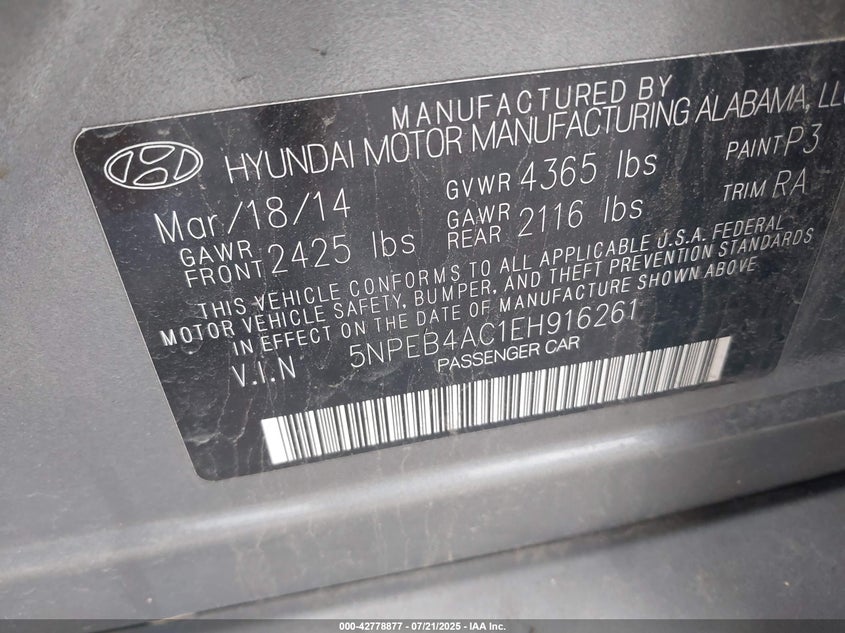 MANUFACTURED BY
HYUNDAI MOTOR MANUFACTURING ALABAMA, LLC
Mar/18/14 GVWR 4365 lbs PAINT P3
GAWR FRONT 2425 lbs GAWR REAR 2116 lbs TRIM RA
THIS VEHICLE CONFORMS TO ALL APPLICABLE U.S.A. FEDERAL
MOTOR VEHICLE SAFETY, BUMPER, AND THEFT PREVENTION STANDARDS
IN EFFECT ON THE DATE OF MANUFACTURE SHOWN ABOVE
V.I.N 5NPEB4AC1EH916261
PASSENGER CAR
000-42778877 - 07/21/2025 - IAA Inc.